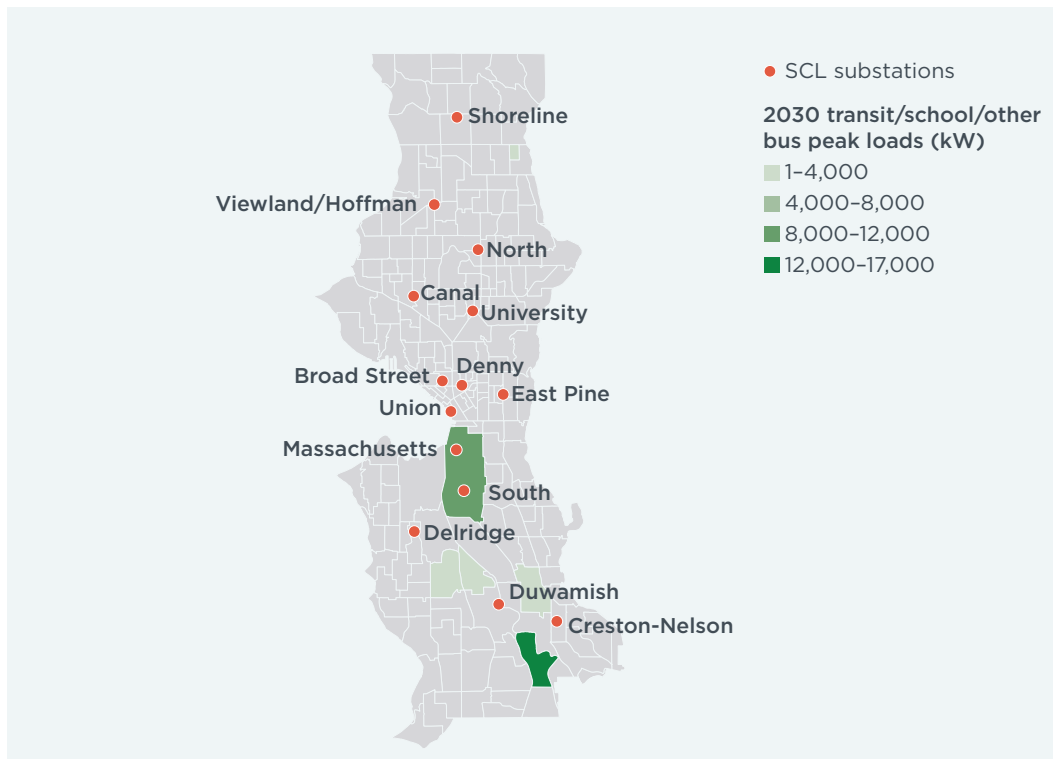 SCL substations
2030 transit/school/other
bus peak loads (kW)
1–4,000
4,000–8,000
8,000–12,000
12,000–17,000
Shoreline
Viewland/Hoffman
North
Canal
University
Denny
Broad Street
East Pine
Union
Massachusetts
South
Delridge
Duwamish
Creston-Nelson